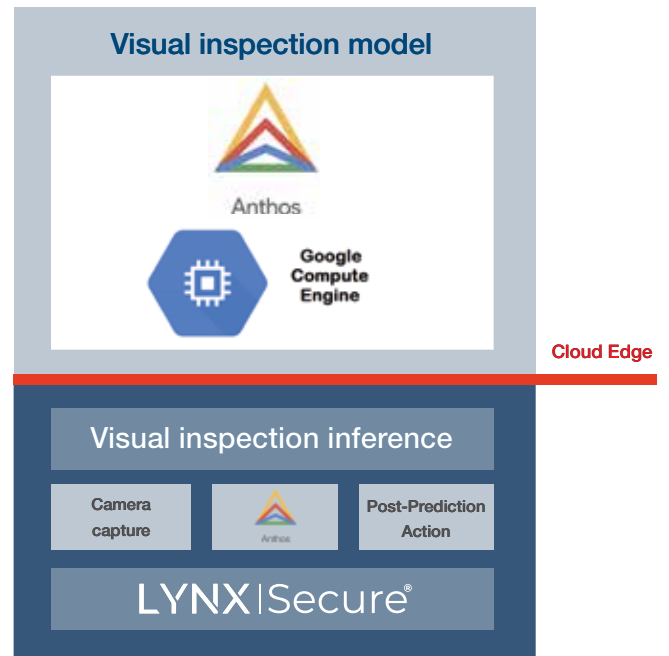 Visual inspection model
Anthos
Google
Compute
Engine
Cloud Edge
Visual inspection inference
Camera
capture
Anthos
Post-Prediction
Action
LYNX|Secure®